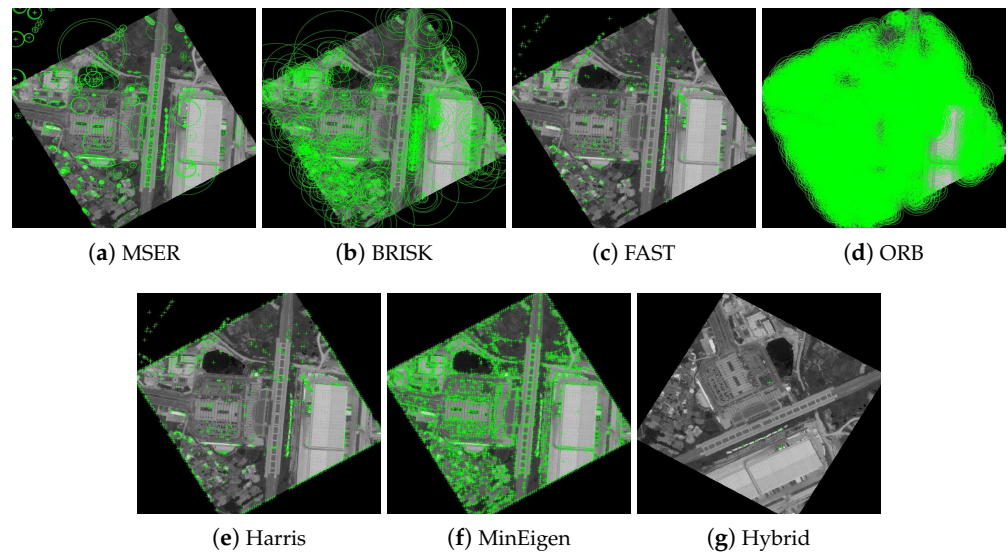 (a) MSER
(b) BRISK
(c) FAST
(d) ORB
(e) Harris
(f) MinEigen
(g) Hybrid